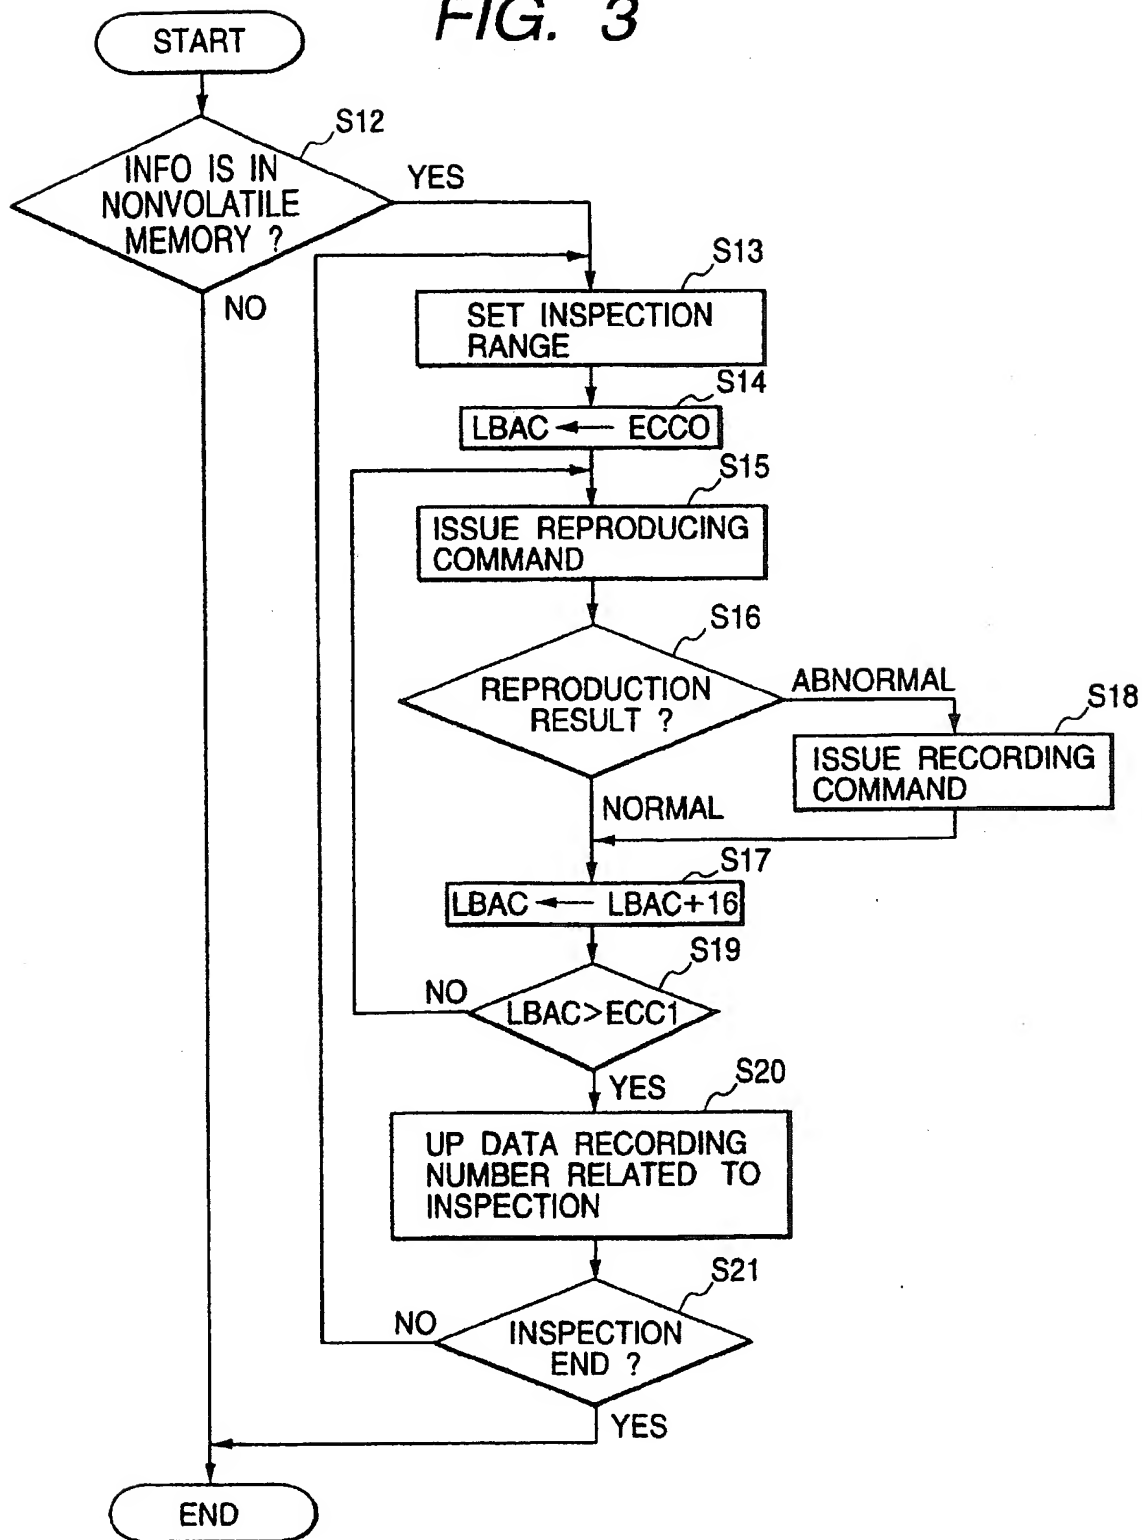 FIG. 3
START
S12
INFO IS IN
NONVOLATILE
MEMORY ?
YES
NO
S13
SET INSPECTION
RANGE
S14
LBAC ← ECC0
S15
ISSUE REPRODUCING
COMMAND
S16
REPRODUCTION
RESULT ?
ABNORMAL
S18
ISSUE RECORDING
COMMAND
NORMAL
S17
LBAC ← LBAC+16
S19
NO
LBAC>ECC1
YES
S20
UP DATA RECORDING
NUMBER RELATED TO
INSPECTION
S21
NO
INSPECTION
END ?
YES
END